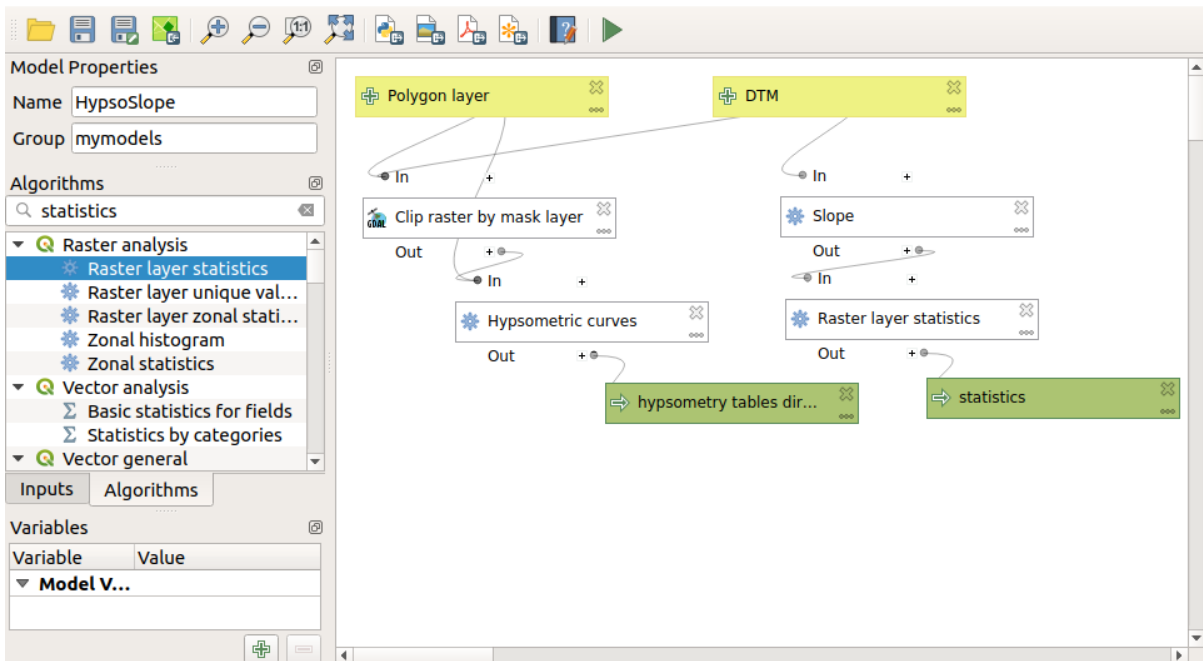 1:1
Model Properties
Name HypsoSlope
Group mymodels
Algorithms
statistics
Raster analysis
Raster layer statistics
Raster layer unique val...
Raster layer zonal stati...
Zonal histogram
Zonal statistics
Vector analysis
Σ Basic statistics for fields
Σ Statistics by categories
Vector general
Inputs Algorithms
Variables
Variable Value
Model V...
Polygon layer
DTM
In
In
GDAL Clip raster by mask layer
Slope
Out
Out
In
In
Hypsometric curves
Raster layer statistics
Out
Out
hypsometry tables dir...
statistics